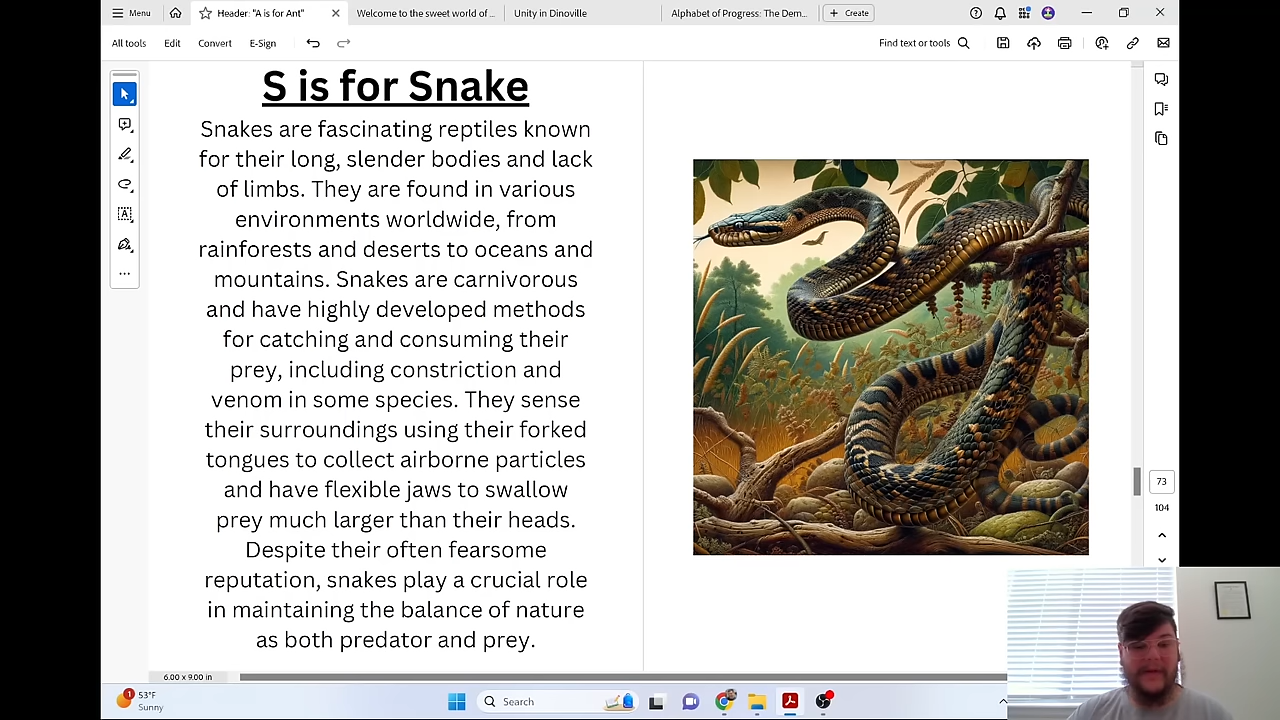 Menu
Header: "A is for Ant"
Welcome to the sweet world of ...
Unity in Unoville
Alphabet of Progress: The Dem...
Create
All tools
Edit
Convert
E-Sign
Find text or tools
S is for Snake
Snakes are fascinating reptiles known
for their long, slender bodies and lack
of limbs. They are found in various
environments worldwide, from
rainforests and deserts to oceans and
mountains. Snakes are carnivorous
and have highly developed methods
for catching and consuming their
prey, including constriction and
venom in some species. They sense
their surroundings using their forked
tongues to collect airborne particles
and have flexible jaws to swallow
prey much larger than their heads.
Despite their often fearsome
reputation, snakes play a crucial role
in maintaining the balance of nature
as both predator and prey.
73
104
1
53°F
Sunny
Search